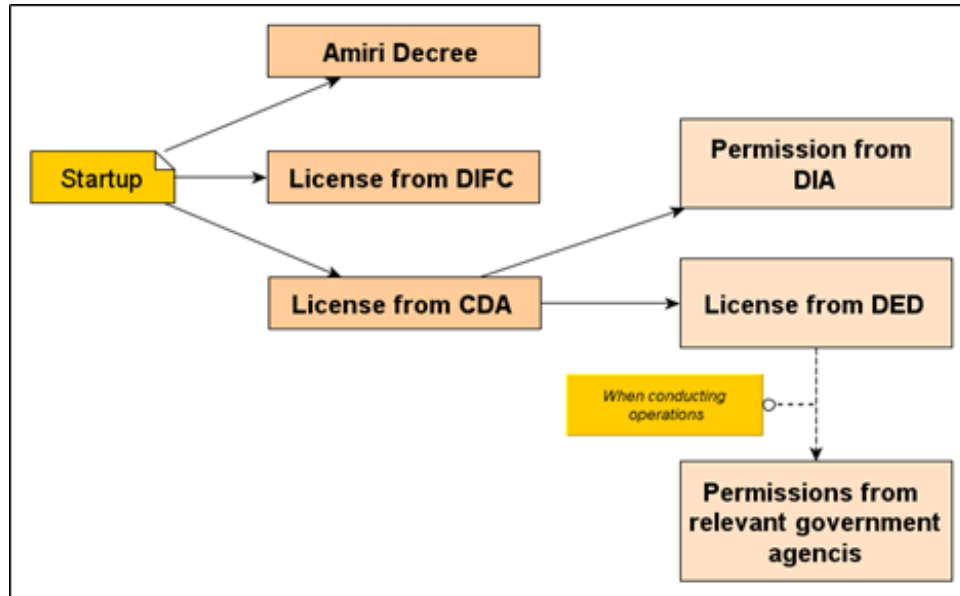 Amiri Decree
Startup
License from DIFC
Permission from
DIA
License from CDA
License from DED
When conducting
operations
Permissions from
relevant government
agencis